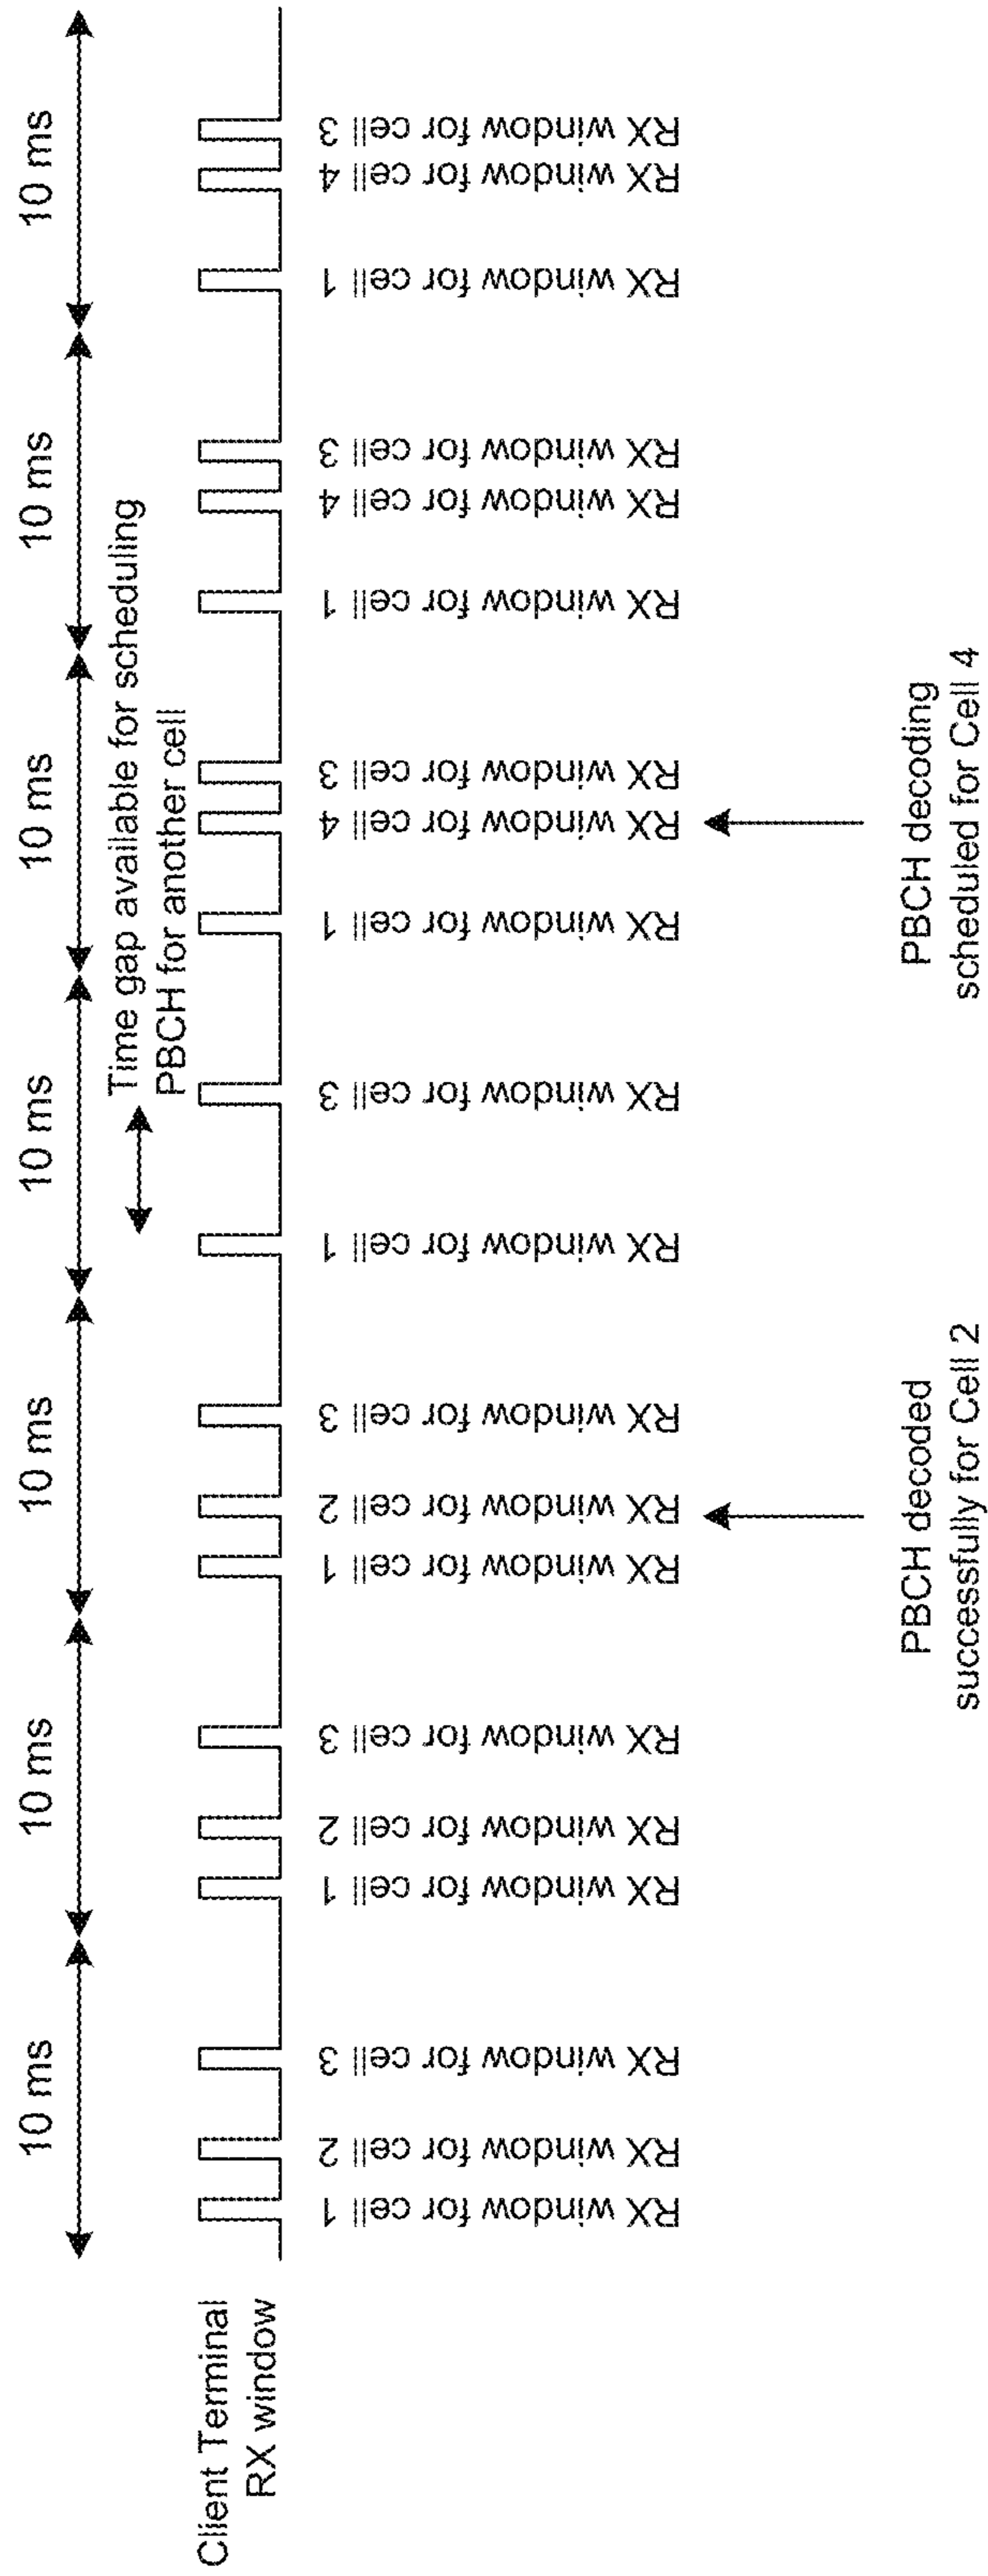 10 ms
10 ms
10 ms
10 ms
10 ms
10 ms
10 ms
Time gap available for scheduling
PBCH for another cell
Client Terminal
RX window
RX window for cell 1
RX window for cell 2
RX window for cell 3
RX window for cell 1
RX window for cell 2
RX window for cell 3
RX window for cell 1
RX window for cell 2
RX window for cell 3
RX window for cell 1
RX window for cell 3
RX window for cell 1
RX window for cell 4
RX window for cell 3
RX window for cell 1
RX window for cell 4
RX window for cell 3
RX window for cell 1
RX window for cell 4
RX window for cell 3
PBCH decoded
successfully for Cell 2
PBCH decoding
scheduled for Cell 4